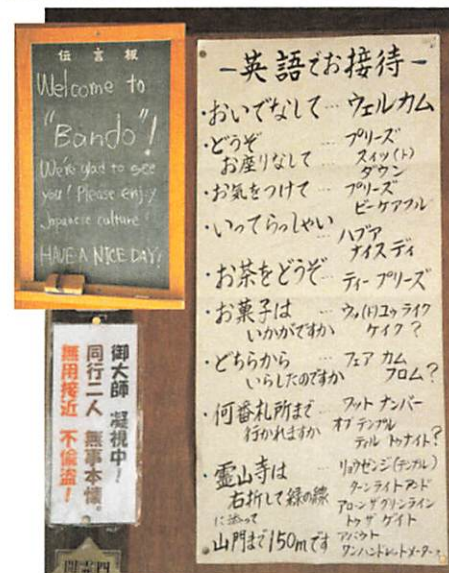 伝言板
Welcome to
"Bando"!
We're glad to see
you! Please enjoy
Japanese culture!
HAVE A NICE DAY!
御大師 凝視中!
同行二人 無事本懐。
無用接近 不倫盗!
－英語でお接待－
・おいでなして… ウェルカム
・どうぞ
お座りなして … プリーズ
スィッ(ト)
ダウン
・お気をつけて … プリーズ
ビーケアフル
・いってらっしゃい … ハブア
ナイスディ
・お茶をどうぞ… ティー プリーズ
・お菓子は
いかがですか … ウッ(ド)ユゥ ライク
ケイク?
・どちらから
いらしたのですか … フェア カム
フロム?
・何番札所まで
行かれますか … ワット ナンバー
オブ テンプル
ティル トゥナイト?
・霊山寺は
右折して緑の線
に沿って
山門まで150mです … リョウゼンジ(テンプル)
ターンライト アンド
アローン ザ グリーンライン
トゥ ザ ゲイト
アバウト
ワンハンドレットメーター